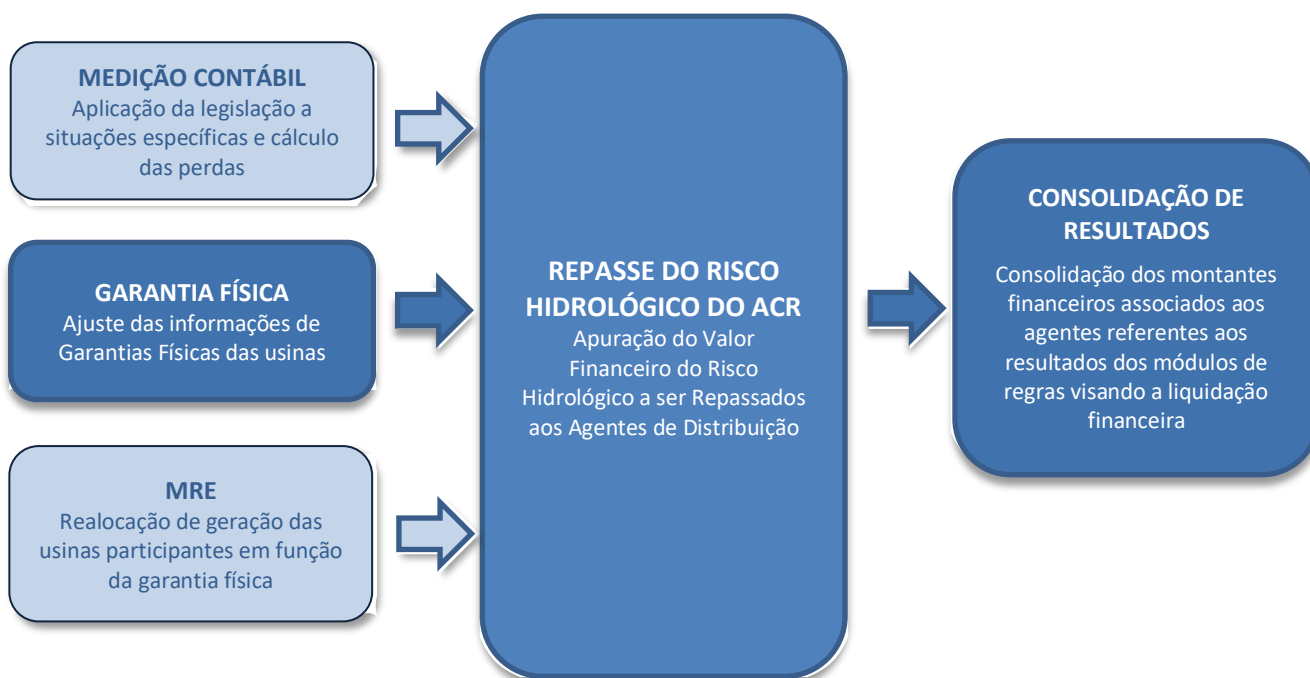 MEDIÇÃO CONTÁBIL
Aplicação da legislação a
situações específicas e cálculo
das perdas
GARANTIA FÍSICA
Ajuste das informações de
Garantias Físicas das usinas
MRE
Realocação de geração das
usinas participantes em função
da garantia física
REPASSE DO RISCO
HIDROLÓGICO DO ACR
Apuração do Valor
Financeiro do Risco
Hidrológico a ser Repassados
aos Agentes de Distribuição
CONSOLIDAÇÃO DE
RESULTADOS
Consolidação dos montantes
financeiros associados aos
agentes referentes aos
resultados dos módulos de
regras visando a liquidação
financeira